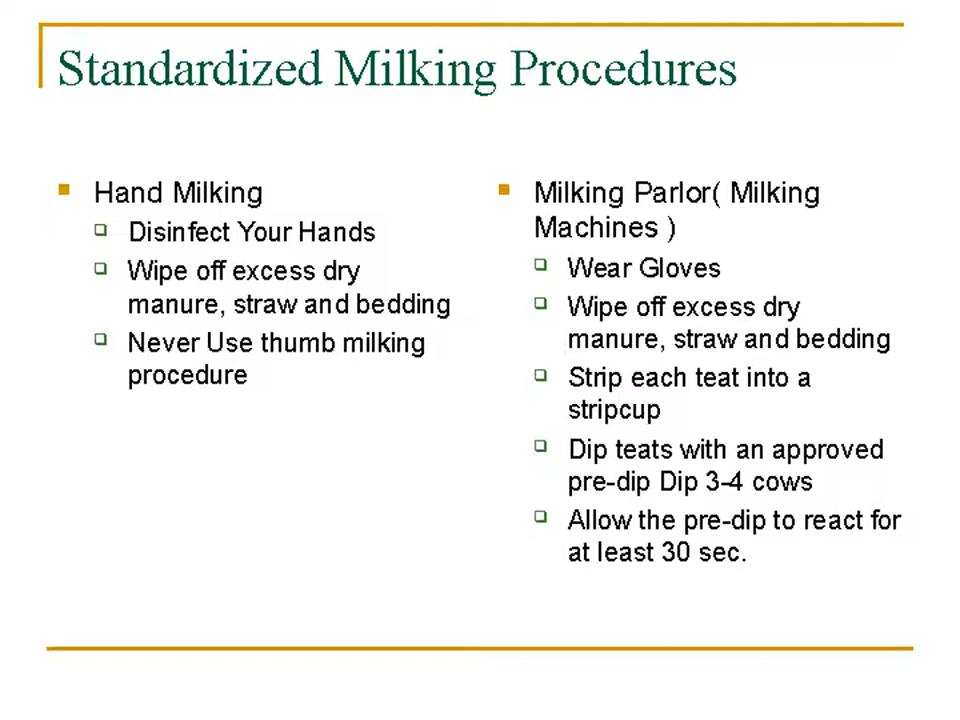 Standardized Milking Procedures
Hand Milking
Disinfect Your Hands
Wipe off excess dry
manure, straw and bedding
Never Use thumb milking
procedure
Milking Parlor( Milking
Machines )
Wear Gloves
Wipe off excess dry
manure, straw and bedding
Strip each teat into a
stripcup
Dip teats with an approved
pre-dip Dip 3-4 cows
Allow the pre-dip to react for
at least 30 sec.